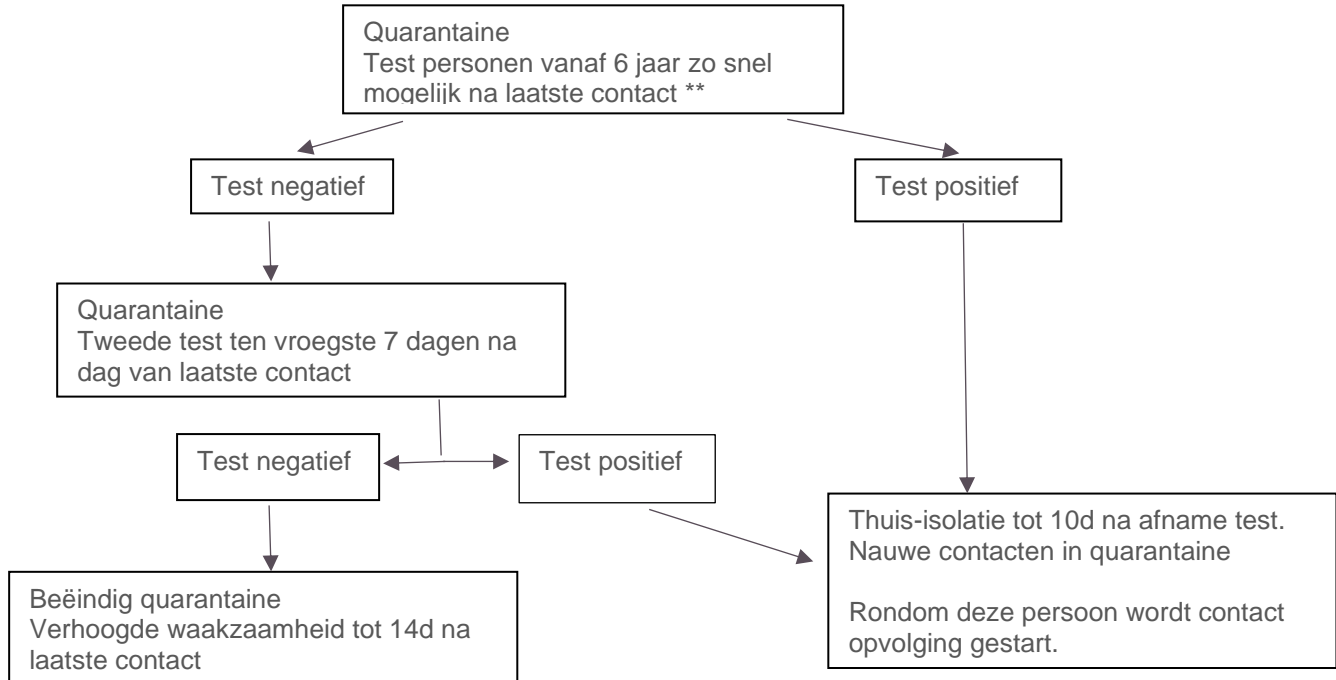 Quarantaine
Test personen vanaf 6 jaar zo snel
mogelijk na laatste contact **
Test negatief
Test positief
Quarantaine
Tweede test ten vroegste 7 dagen na
dag van laatste contact
Test negatief
Test positief
Thuis-isolatie tot 10d na afname test.
Nauwe contacten in quarantaine
Rondom deze persoon wordt contact
opvolging gestart.
Beëindig quarantaine
Verhoogde waakzaamheid tot 14d na
laatste contact